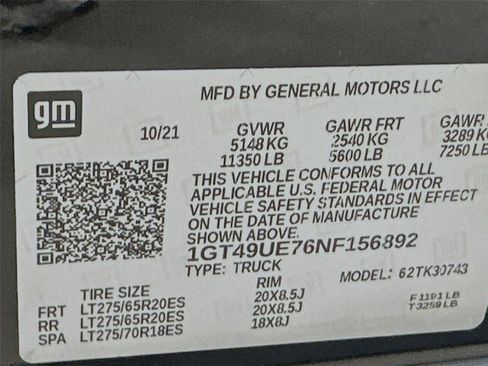 gm
MFD BY GENERAL MOTORS LLC
10/21 GVWR GAWR FRT GAWR
5148 KG 2540 KG 3289 KG
11350 LB 5600 LB 7250 LB
THIS VEHICLE CONFORMS TO ALL
APPLICABLE U.S. FEDERAL MOTOR
VEHICLE SAFETY STANDARDS IN EFFECT
ON THE DATE OF MANUFACTURE
SHOWN ABOVE.
1GT49UE76NF156892
TYPE: TRUCK MODEL: 62TK30743
TIRE SIZE RIM
FRT LT275/65R20ES 20X8.5J F1191 LB
RR LT275/65R20ES 20X8.5J T3259 LB
SPA LT275/70R18ES 18X8J